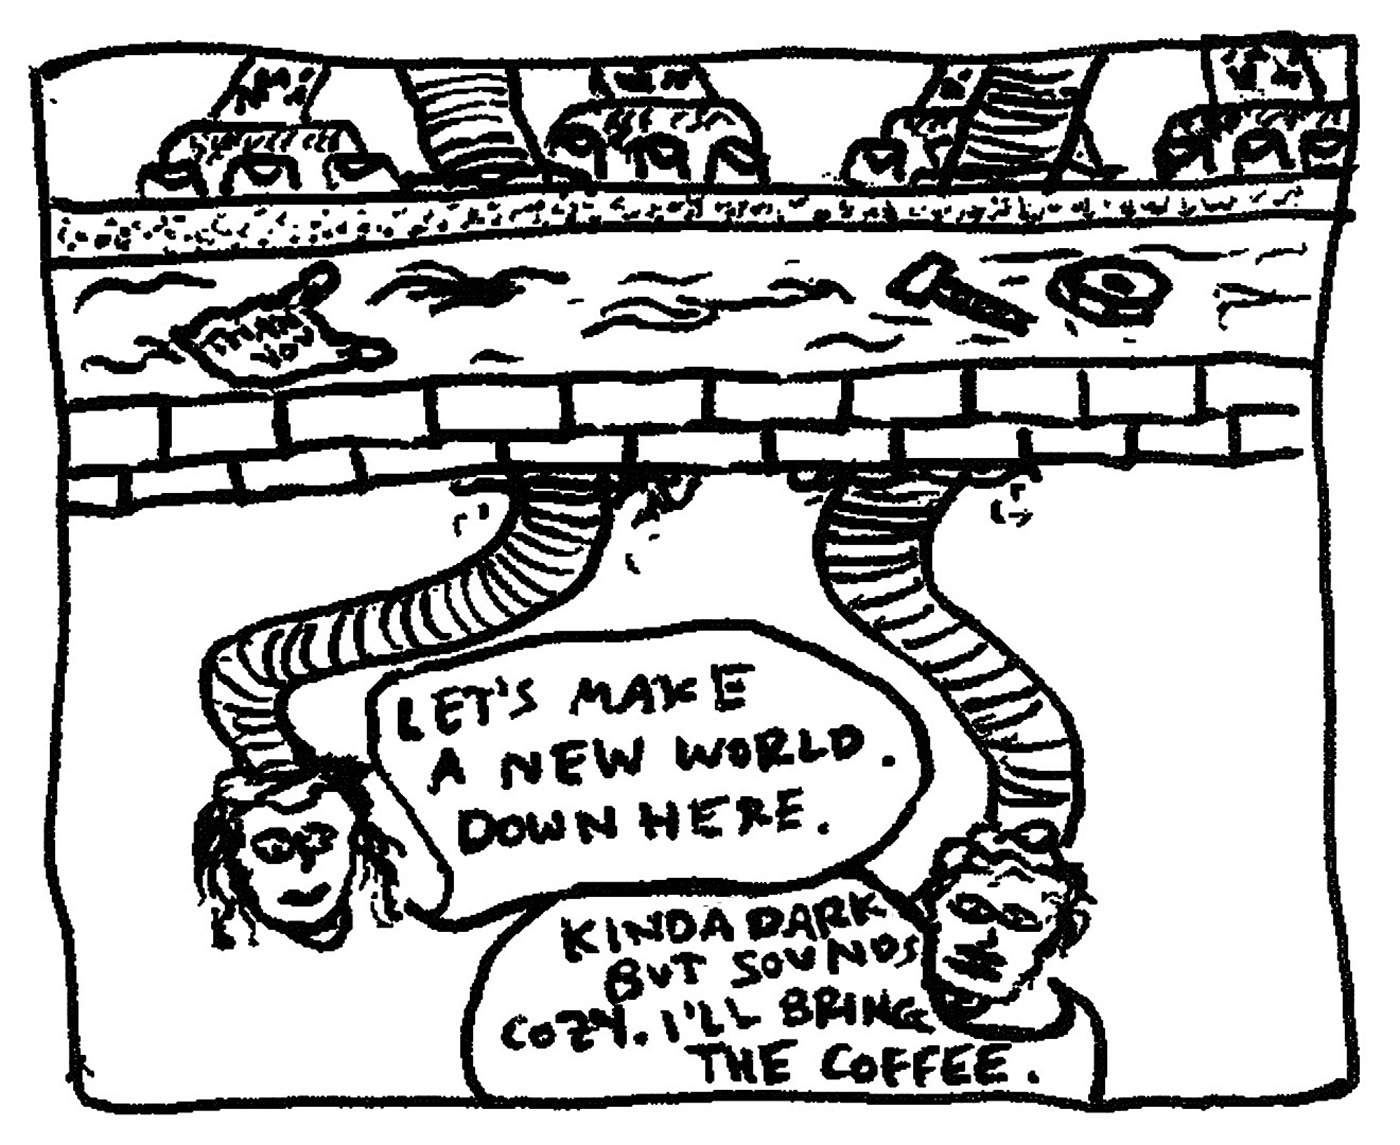 THANK
YOU
LET'S MAKE
A NEW WORLD.
DOWN HERE.
KINDA DARK
BUT SOUNDS
COZY. I'LL BRING
THE COFFEE.